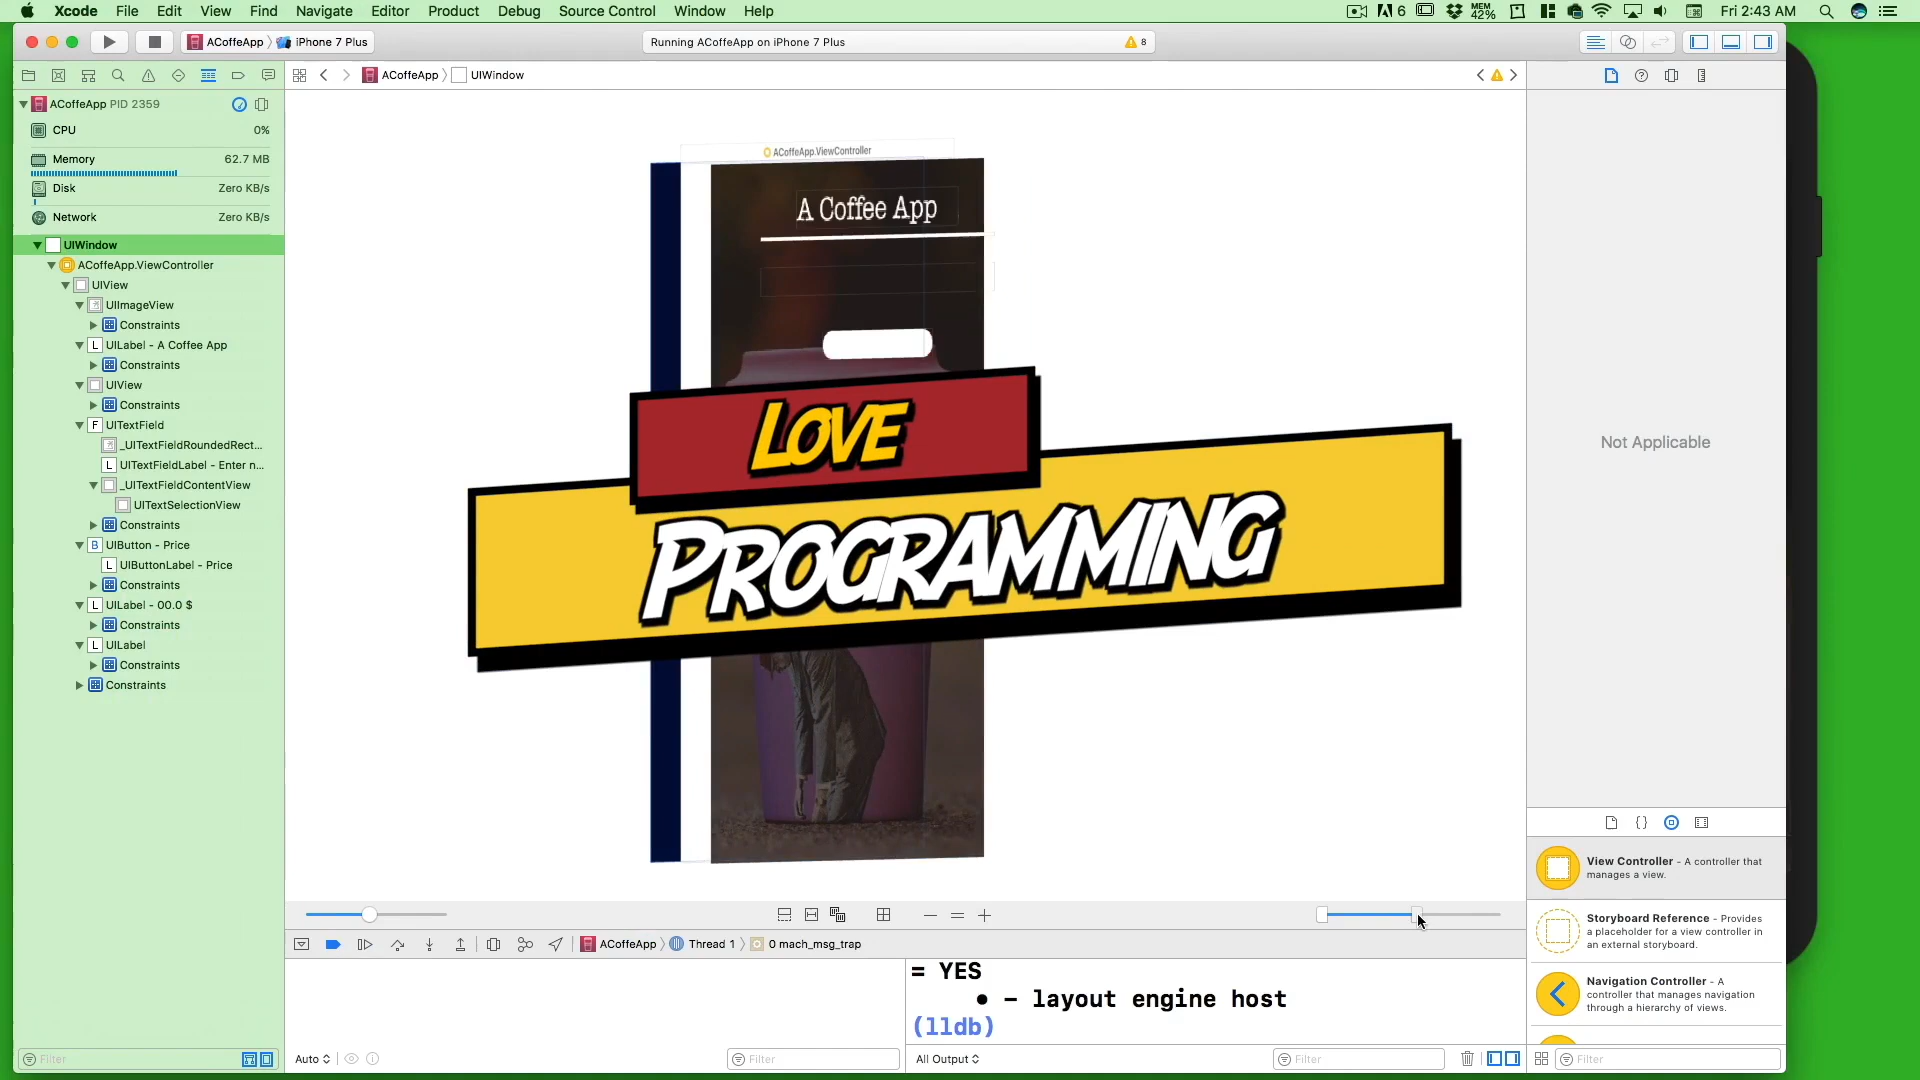 Xcode File Edit View Find Navigate Editor Product Debug Source Control Window Help
6 MEM 42% Fri 2:43 AM
ACoffeApp iPhone 7 Plus
Running ACoffeApp on iPhone 7 Plus 8
ACoffeApp UIWindow
ACoffeApp PID 2359
CPU 0%
Memory 62.7 MB
Disk Zero KB/s
Network Zero KB/s
UIWindow
ACoffeApp.ViewController
UIView
UIImageView
Constraints
L UILabel - A Coffee App
Constraints
UIView
Constraints
F UITextField
_UITextFieldRoundedRect...
L UITextFieldLabel - Enter n...
_UITextFieldContentView
UITextSelectionView
Constraints
B UIButton - Price
L UIButtonLabel - Price
Constraints
L UILabel - 00.0 $
Constraints
L UILabel
Constraints
Constraints
Filter
ACoffeApp.ViewController
A Coffee App
LOVE
PROGRAMMING
ACoffeApp Thread 1 0 mach_msg_trap
= YES
• - layout engine host
(lldb)
Auto
Filter
All Output
Filter
Not Applicable
View Controller - A controller that
manages a view.
Storyboard Reference - Provides
a placeholder for a view controller in
an external storyboard.
Navigation Controller - A
controller that manages navigation
through a hierarchy of views.
Filter